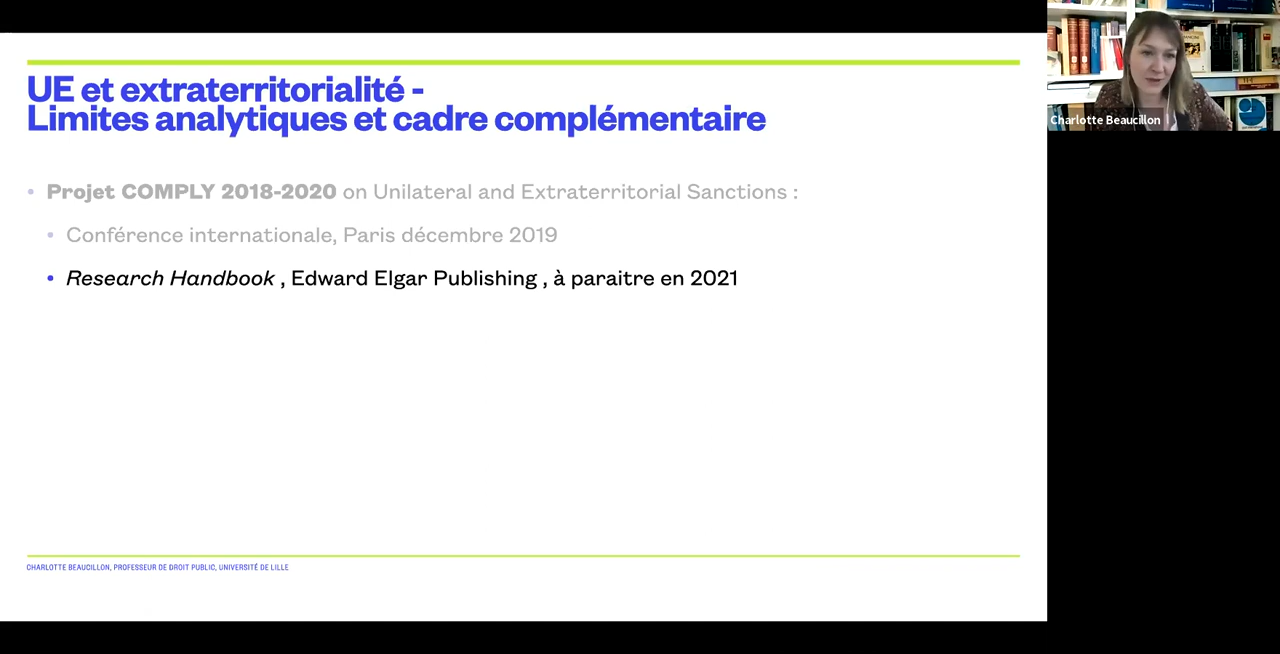 UE et extraterritorialité -
Limites analytiques et cadre complémentaire
• Projet COMPLY 2018-2020 on Unilateral and Extraterritorial Sanctions :
• Conférence internationale, Paris décembre 2019
• Research Handbook , Edward Elgar Publishing , à paraitre en 2021
CHARLOTTE BEAUCILLON, PROFESSEUR DE DROIT PUBLIC, UNIVERSITÉ DE LILLE
Charlotte Beaucillon